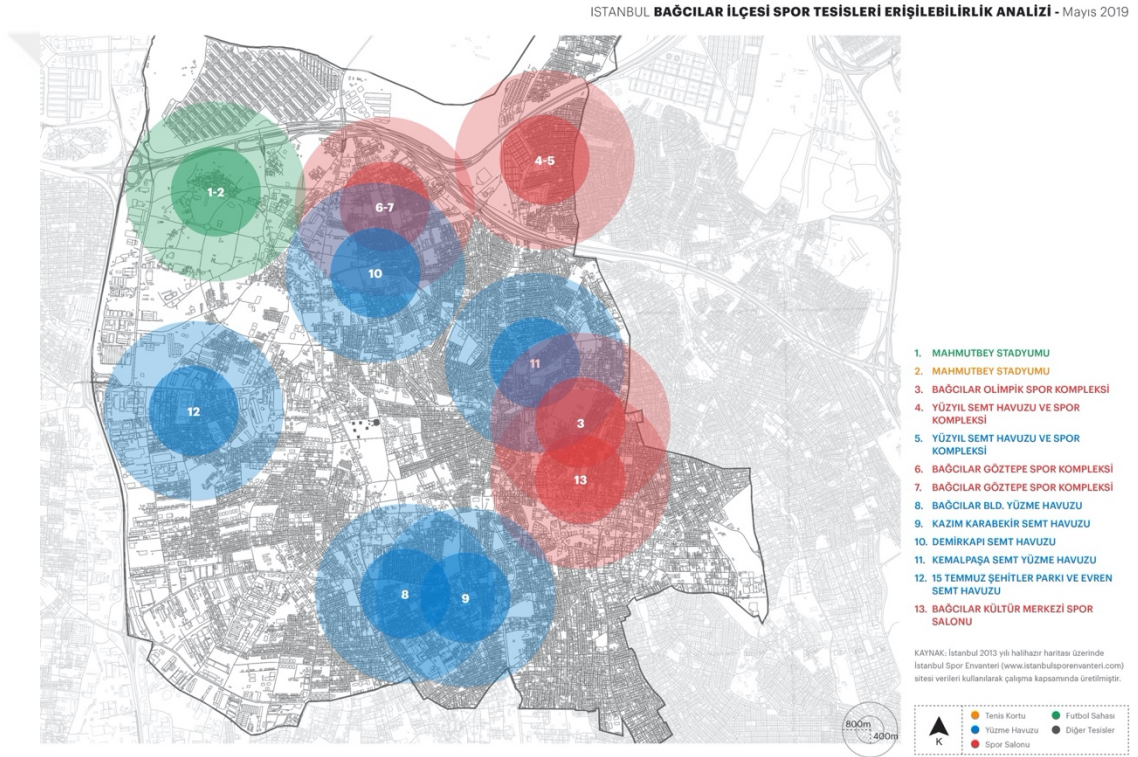 ISTANBUL BAĞCILAR İLÇESİ SPOR TESİSLERİ ERİŞİLEBİLİRLİK ANALİZİ - Mayıs 2019
4-5
1-2
6-7
10
11
12
3
13
8
9
1. MAHMUTBEY STADYUMU
2. MAHMUTBEY STADYUMU
3. BAĞCILAR OLİMPİK SPOR KOMPLEKSİ
4. YÜZYIL SEMT HAVUZU VE SPOR
KOMPLEKSİ
5. YÜZYIL SEMT HAVUZU VE SPOR
KOMPLEKSİ
6. BAĞCILAR GÖZTEPE SPOR KOMPLEKSİ
7. BAĞCILAR GÖZTEPE SPOR KOMPLEKSİ
8. BAĞCILAR BLD. YÜZME HAVUZU
9. KAZIM KARABEKİR SEMT HAVUZU
10. DEMİRKAPI SEMT HAVUZU
11. KEMALPAŞA SEMT YÜZME HAVUZU
12. 15 TEMMUZ ŞEHİTLER PARKI VE EVREN
SEMT HAVUZU
13. BAĞCILAR KÜLTÜR MERKEZİ SPOR
SALONU
KAYNAK: İstanbul 2013 yılı halihazır haritası üzerinde
İstanbul Spor Envanteri (www.istanbulsporenvanteri.com)
sitesi verileri kullanılarak çalışma kapsamında üretilmiştir.
800m
400m
K
Tenis Kortu
Yüzme Havuzu
Spor Salonu
Futbol Sahası
Diğer Tesisler